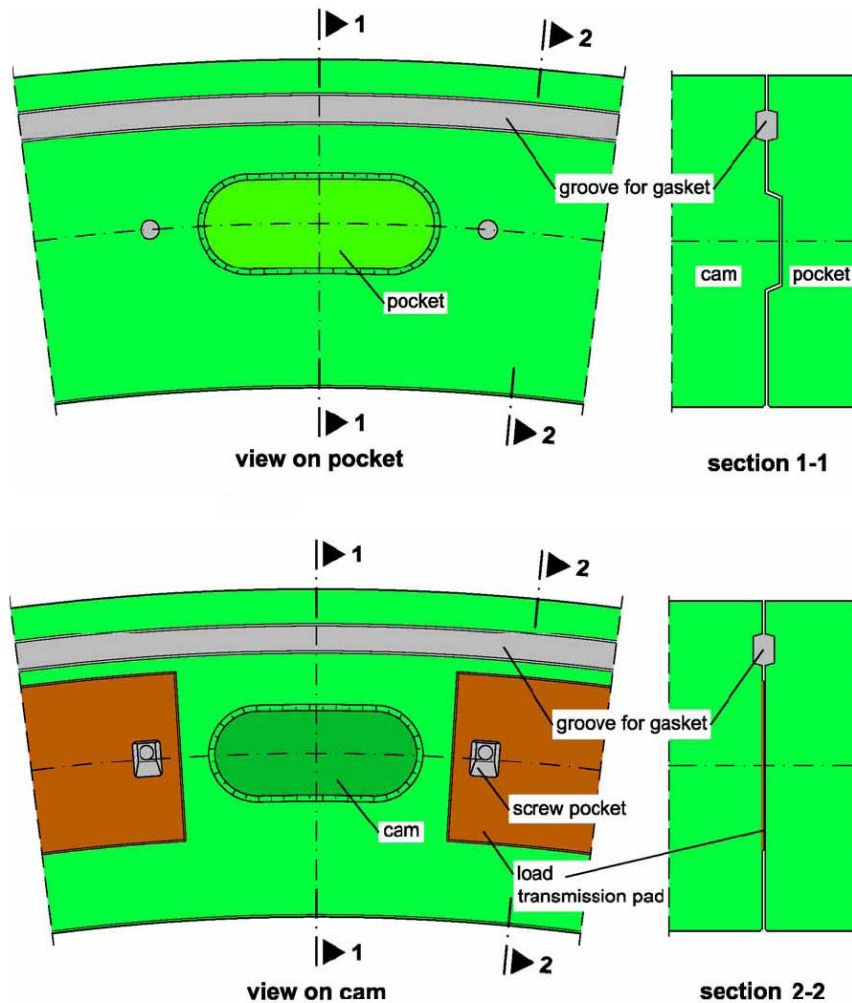 1
2
groove for gasket
cam
pocket
pocket
1
2
view on pocket
section 1-1
1
2
groove for gasket
screw pocket
cam
load
transmission pad
1
2
view on cam
section 2-2